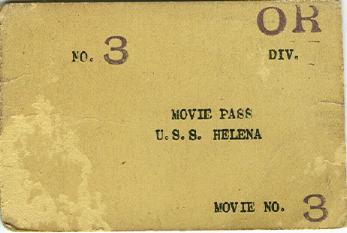 OR
NO. 3 DIV.
MOVIE PASS
U.S.S. HELENA
MOVIE NO. 3